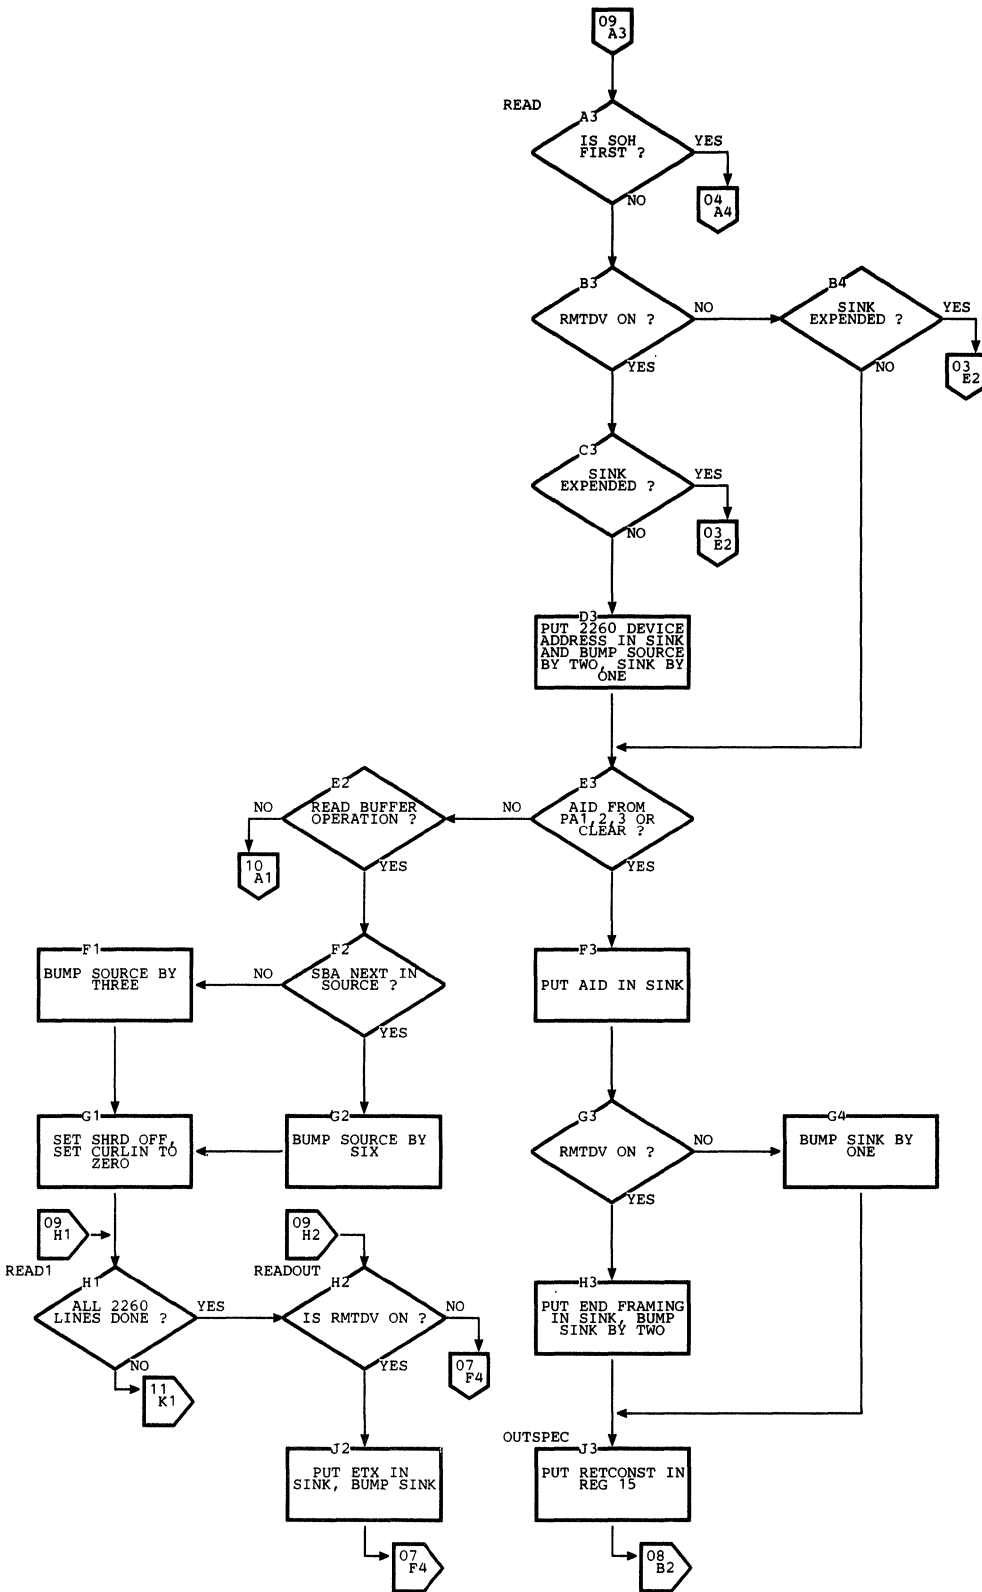 09
A3
READ
A3
IS SOH
FIRST ?
YES
NO
04
A4
B3
RMTDV ON ?
NO
YES
B4
SINK
EXPENDED ?
YES
NO
03
E2
C3
SINK
EXPENDED ?
YES
NO
03
E2
D3
PUT 2260 DEVICE
ADDRESS IN SINK
AND BUMP SOURCE
BY TWO, SINK BY
ONE
E2
READ BUFFER
OPERATION ?
NO
YES
10
A1
E3
AID FROM
PA1,2,3 OR
CLEAR ?
NO
YES
F1
BUMP SOURCE BY
THREE
F2
SBA NEXT IN
SOURCE ?
NO
YES
F3
PUT AID IN SINK
G1
SET SHRD OFF,
SET CURLIN TO
ZERO
G2
BUMP SOURCE BY
SIX
G3
RMTDV ON ?
NO
YES
G4
BUMP SINK BY
ONE
09
H1
READ1
H1
ALL 2260
LINES DONE ?
YES
NO
11
K1
09
H2
READOUT
H2
IS RMTDV ON ?
NO
YES
07
F4
H3
PUT END FRAMING
IN SINK, BUMP
SINK BY TWO
J2
PUT ETX IN
SINK, BUMP SINK
07
F4
OUTSPEC
J3
PUT RETCONST IN
REG 15
08
B2